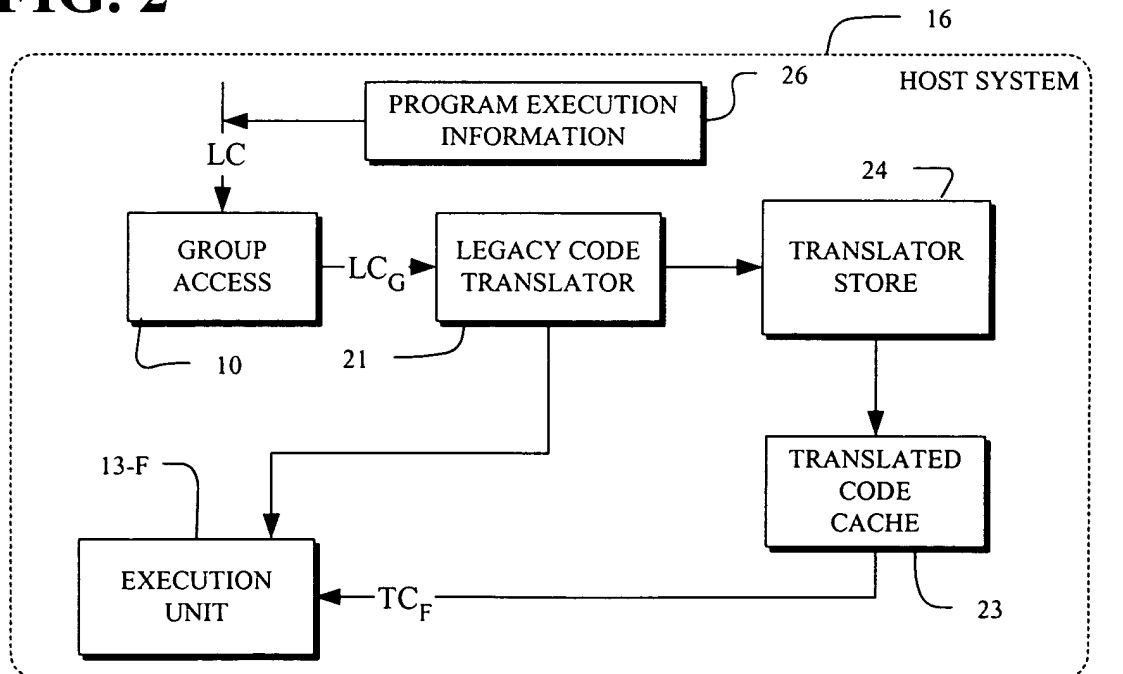 FIG. 2
16
HOST SYSTEM
26
PROGRAM EXECUTION
INFORMATION
LC
24
GROUP
ACCESS
LCG
LEGACY CODE
TRANSLATOR
TRANSLATOR
STORE
10
21
13-F
TRANSLATED
CODE
CACHE
EXECUTION
UNIT
TCF
23